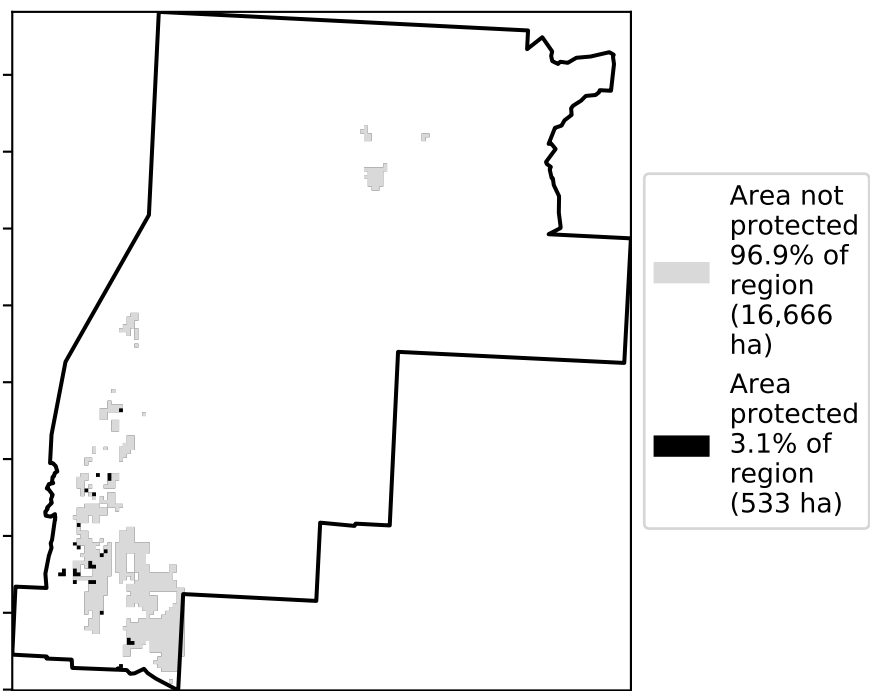 Area not
protected
96.9% of
region
(16,666
ha)
Area
protected
3.1% of
region
(533 ha)